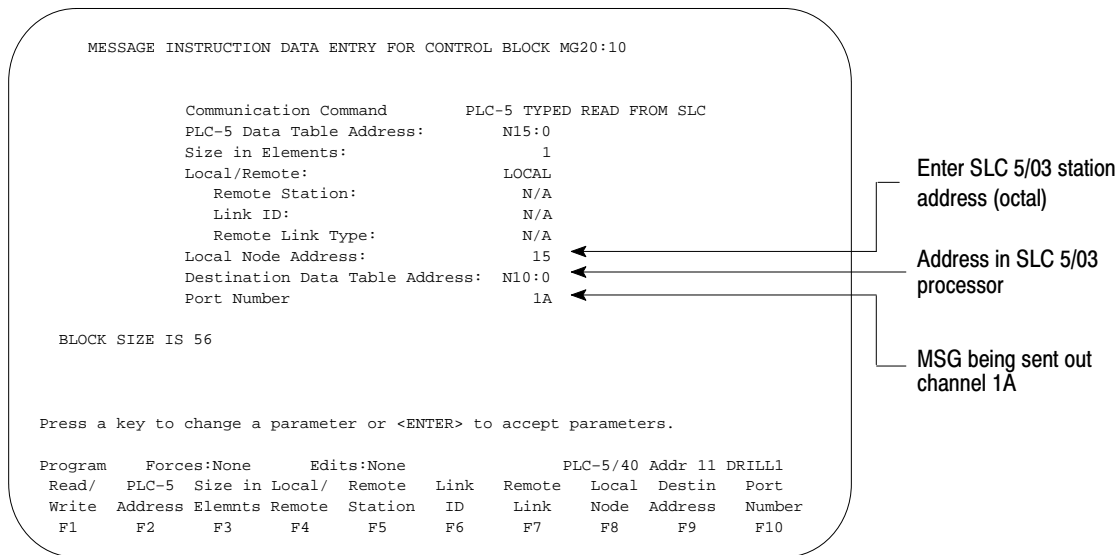 MESSAGE INSTRUCTION DATA ENTRY FOR CONTROL BLOCK MG20:10
Communication Command PLC-5 TYPED READ FROM SLC
PLC-5 Data Table Address: N15:0
Size in Elements: 1
Local/Remote: LOCAL
Remote Station: N/A
Link ID: N/A
Remote Link Type: N/A
Local Node Address: 15
Destination Data Table Address: N10:0
Port Number 1A
BLOCK SIZE IS 56
Enter SLC 5/03 station
address (octal)
Address in SLC 5/03
processor
MSG being sent out
channel 1A
Press a key to change a parameter or <ENTER> to accept parameters.
Program Forces:None Edits:None PLC-5/40 Addr 11 DRILL1
Read/ PLC-5 Size in Local/ Remote Link Remote Local Destin Port
Write Address Elemnts Remote Station ID Link Node Address Number
F1 F2 F3 F4 F5 F6 F7 F8 F9 F10